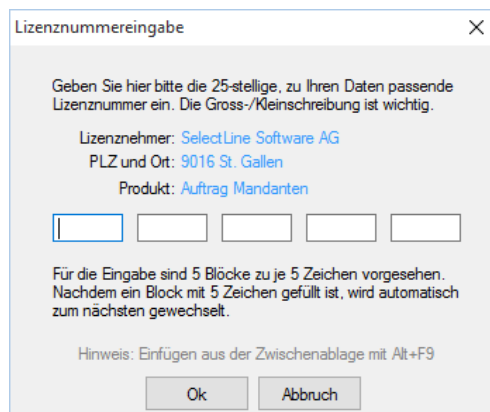 Lizenznummereingabe
Geben Sie hier bitte die 25-stellige, zu Ihren Daten passende
Lizenznummer ein. Die Gross-/Kleinschreibung ist wichtig.
Lizenznehmer: SelectLine Software AG
PLZ und Ort: 9016 St. Gallen
Produkt: Auftrag Mandanten
Für die Eingabe sind 5 Blöcke zu je 5 Zeichen vorgesehen.
Nachdem ein Block mit 5 Zeichen gefüllt ist, wird automatisch
zum nächsten gewechselt.
Hinweis: Einfügen aus der Zwischenablage mit Alt+F9
Ok Abbruch